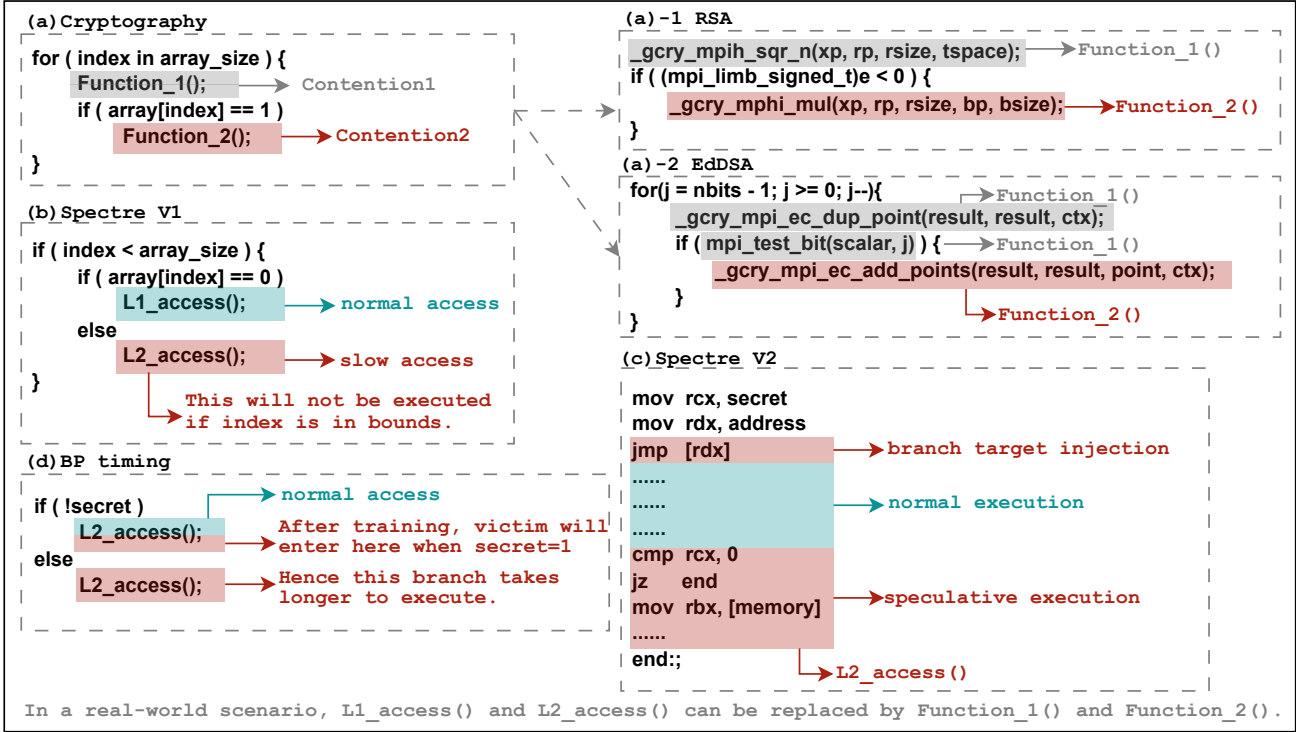 (a)Cryptography
for ( index in array_size ) {
Function_1();
Contention1
if ( array[index] == 1 )
Function_2();
Contention2
}
(b)Spectre V1
if ( index < array_size ) {
if ( array[index] == 0 )
L1_access();
normal access
else
L2_access();
slow access
}
This will not be executed
if index is in bounds.
(d)BP timing
if ( !secret )
normal access
L2_access();
After training, victim will
enter here when secret=1
else
L2_access();
Hence this branch takes
longer to execute.
(a)-1 RSA
_gcry_mpih_sqr_n(xp, rp, rsize, tspace);
Function_1()
if ( (mpi_limb_signed_t)e < 0 ) {
_gcry_mphi_mul(xp, rp, rsize, bp, bsize);
Function_2()
}
(a)-2 EdDSA
for(j = nbits - 1; j >= 0; j--){
Function_1()
_gcry_mpi_ec_dup_point(result, result, ctx);
if ( mpi_test_bit(scalar, j) ) {
Function_1()
_gcry_mpi_ec_add_points(result, result, point, ctx);
}
Function_2()
}
(c)Spectre V2
mov rcx, secret
mov rdx, address
jmp [rdx]
branch target injection
......
......
normal execution
......
cmp rcx, 0
jz end
mov rbx, [memory]
speculative execution
......
end:;
L2_access()
In a real-world scenario, L1_access() and L2_access() can be replaced by Function_1() and Function_2().